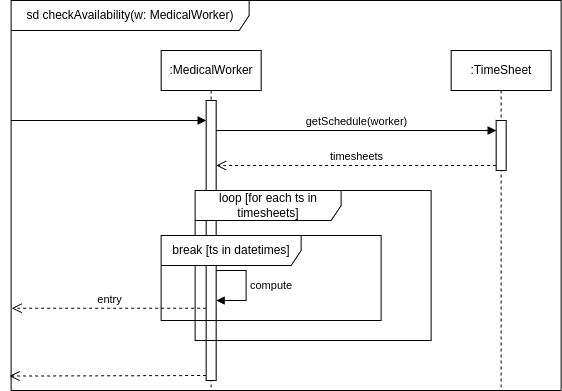 sd checkAvailability(w: MedicalWorker)
:MedicalWorker
:TimeSheet
getSchedule(worker)
timesheets
loop [for each ts in
timesheets]
break [ts in datetimes]
compute
entry